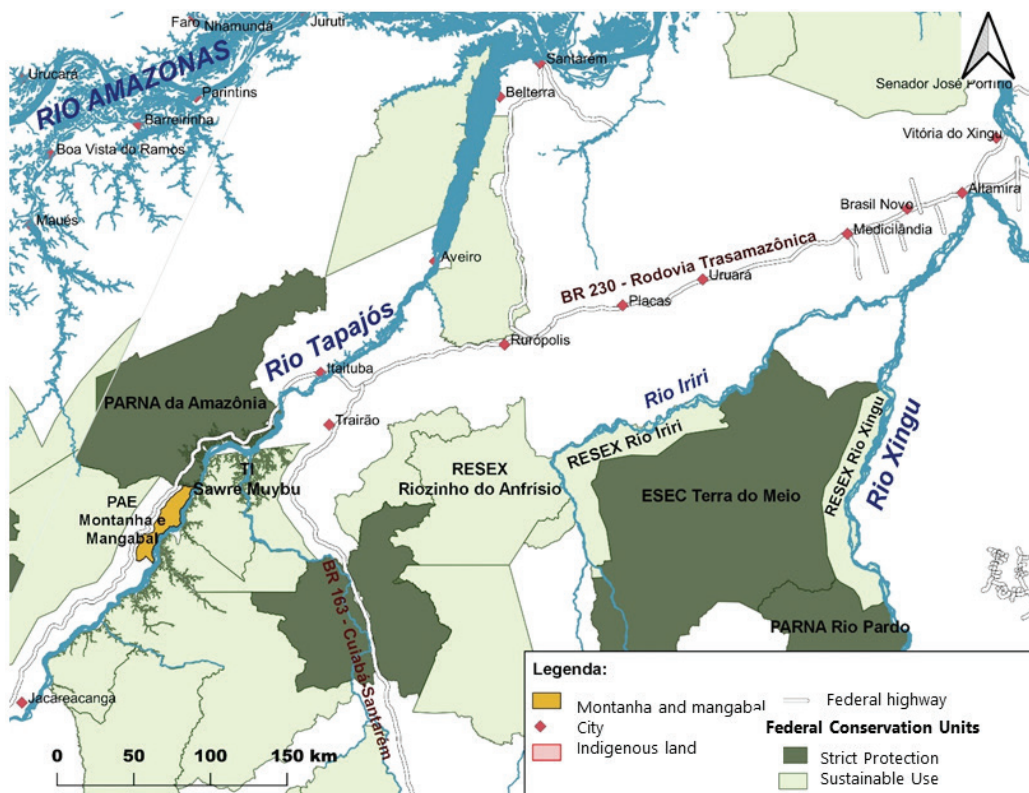 Faro
Nhamundá
Juruti
Urucará
RIO AMAZONAS
Parintins
Barreirinha
Boa Vista do Ramos
Maués
Santarém
Belterra
Senador José Porfírio
Vitória do Xingu
Altamira
Brasil Novo
Medicilândia
Uruará
Placas
BR 230 - Rodovia Trasamazônica
Aveiro
Rio Tapajós
Rurópolis
Itaituba
Trairão
PARNA da Amazônia
TI
Sawre Muybu
PAE
Montanha e
Mangabal
RESEX
Riozinho do Anfrísio
Rio Iriri
RESEX Rio Iriri
ESEC Terra do Meio
RESEX Rio Xingu
Rio Xingu
PARNA Rio Pardo
BR 163 - Cuiabá-Santarém
Jacareacanga
0 50 100 150 km
Legenda:
Montanha and mangabal
City
Indigenous land
Federal highway
Federal Conservation Units
Strict Protection
Sustainable Use